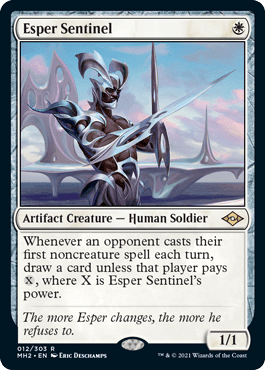 Esper Sentinel
Artifact Creature — Human Soldier
Whenever an opponent casts their
first noncreature spell each turn,
draw a card unless that player pays
X, where X is Esper Sentinel's
power.
The more Esper changes, the more he
refuses to.
1/1
012/303 R
MH2 • EN Eric Deschamps
™ & © 2021 Wizards of the Coast